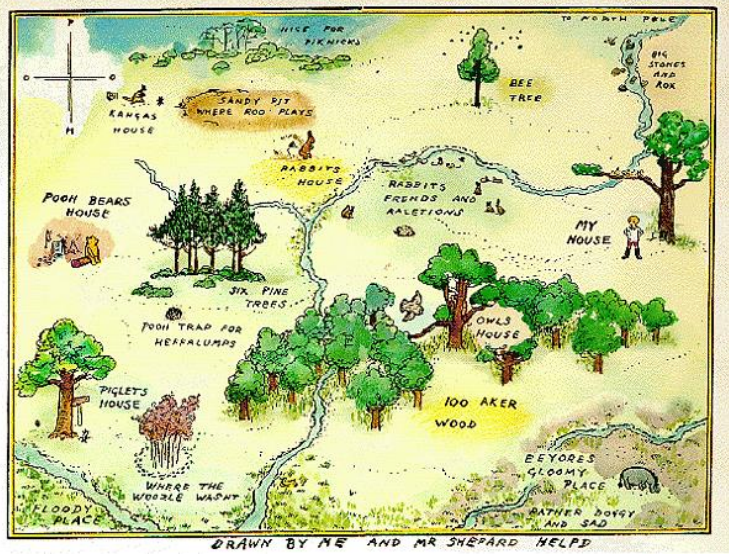 TO NORTH POLE
P
O O
H
NICE FOR
PIKNICKS
BIG
STONES
AND
ROX
BEE
TREE
KANGAS
HOUSE
SANDY PIT
WHERE ROO PLAYS
RABBITS
HOUSE
RABBITS
FRENDS AND
RALETIONS
POOH BEARS
HOUSE
MY
HOUSE
SIX PINE
TREES
POOH TRAP FOR
HEFFALUMPS
OWLS
HOUSE
PIGLETS
HOUSE
100 AKER
WOOD
WHERE THE
WOOZLE WASNT
FLOODY
PLACE
EEYORES
GLOOMY
PLACE
RATHER BOGGY
AND SAD
DRAWN BY ME AND MR SHEPARD HELPD